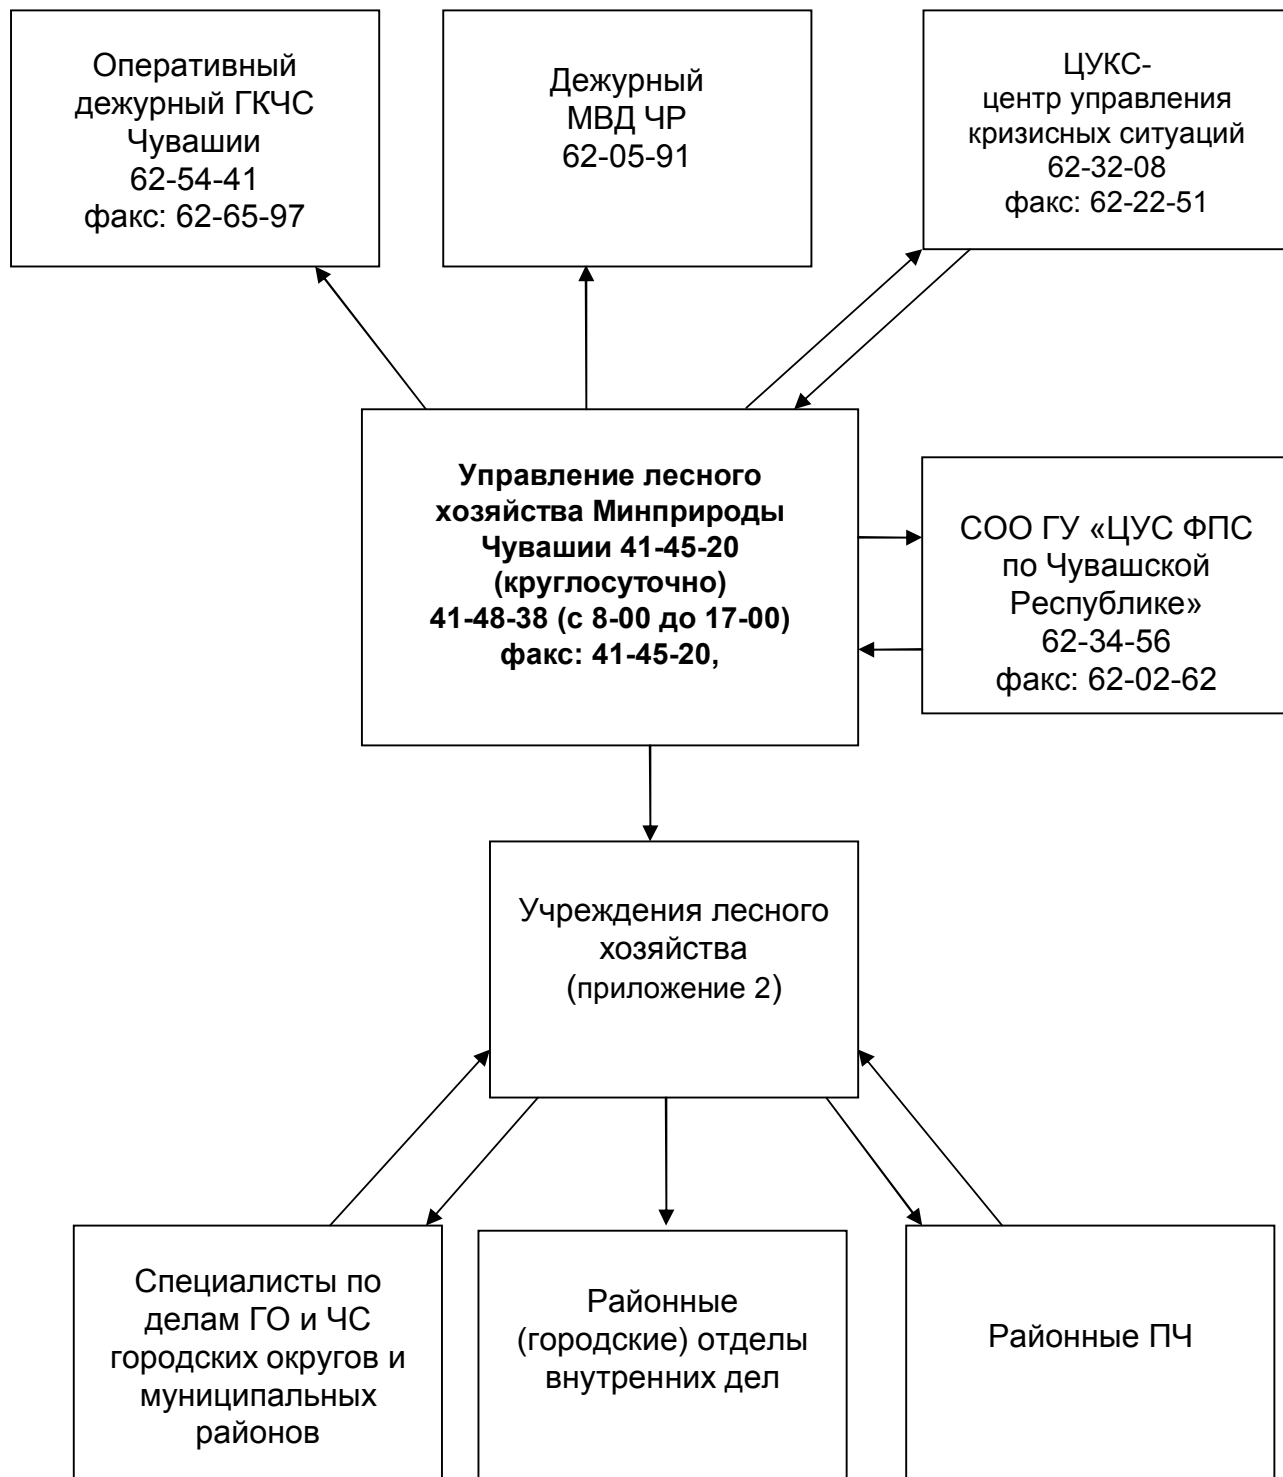 Оперативный
дежурный ГКЧС
Чувашии
62-54-41
факс: 62-65-97
Дежурный
МВД ЧР
62-05-91
ЦУКС-
центр управления
кризисных ситуаций
62-32-08
факс: 62-22-51
Управление лесного
хозяйства Минприроды
Чувашии 41-45-20
(круглосуточно)
41-48-38 (с 8-00 до 17-00)
факс: 41-45-20,
СОО ГУ «ЦУС ФПС
по Чувашской
Республике»
62-34-56
факс: 62-02-62
Учреждения лесного
хозяйства
(приложение 2)
Специалисты по
делам ГО и ЧС
городских округов и
муниципальных
районов
Районные
(городские) отделы
внутренних дел
Районные ПЧ